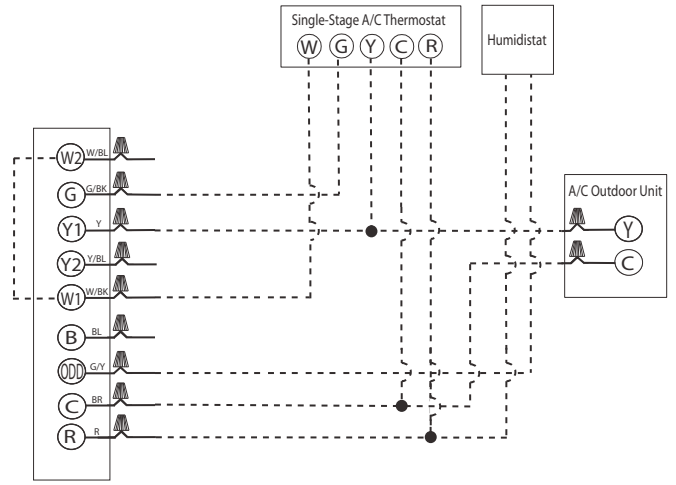 Single-Stage A/C Thermostat
W G Y C R
Humidistat
A/C Outdoor Unit
Y
C
W2 W/BL
G G/BK
Y1 Y
Y2 Y/BL
W1 W/BK
B BL
ODD G/Y
C BR
R R